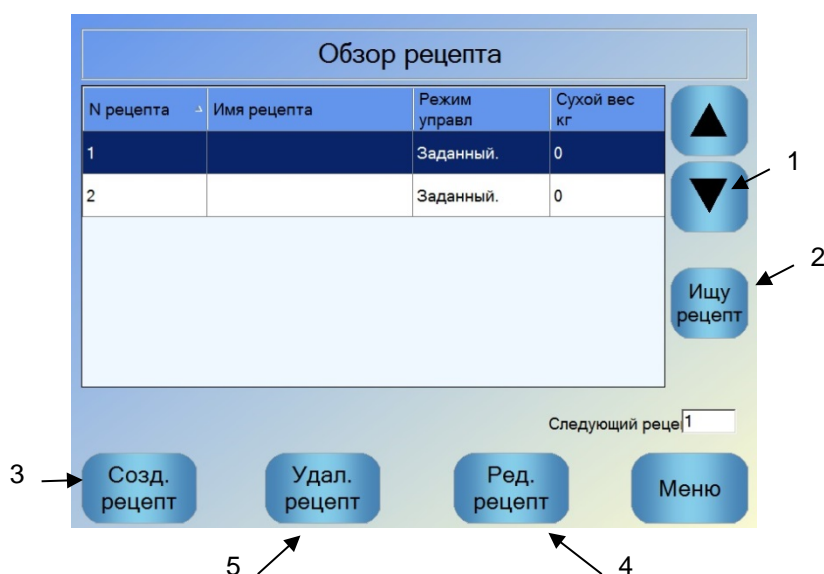 Обзор рецепта
N рецепта Имя рецепта Режим управл Сухой вес кг
1 Заданный. 0
2 Заданный. 0
1
2
Ищу
рецепт
Следующий реце 1
3
Созд.
рецепт
Удал.
рецепт
Ред.
рецепт
Меню
5
4